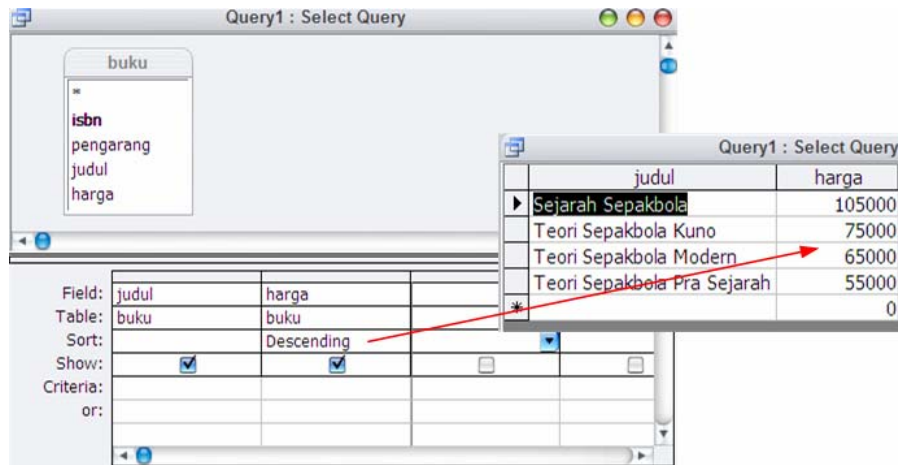 Query1 : Select Query
buku
*
isbn
pengarang
judul
harga
Query1 : Select Query
judul harga
Sejarah Sepakbola 105000
Teori Sepakbola Kuno 75000
Teori Sepakbola Modern 65000
Teori Sepakbola Pra Sejarah 55000
* 0
Field: judul harga
Table: buku buku
Sort: Descending
Show:
Criteria:
or: